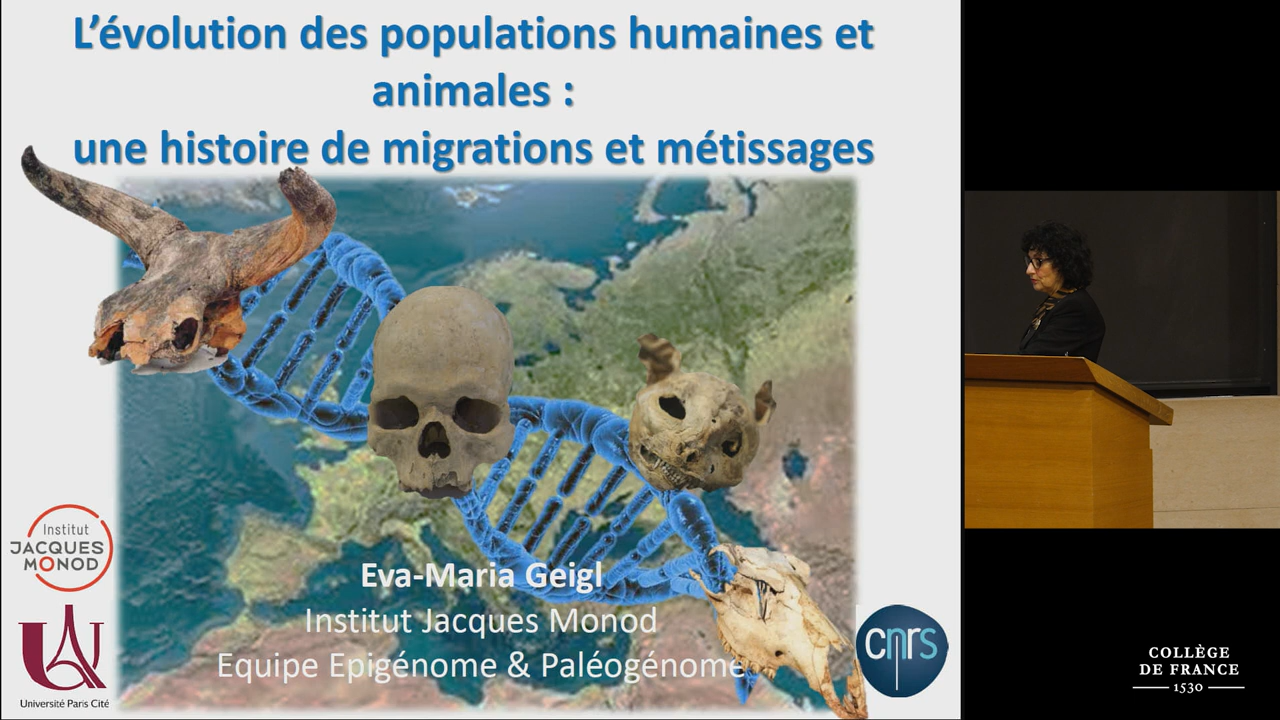 L'évolution des populations humaines et
animales :
une histoire de migrations et métissages
Institut
JACQUES
MONOD
Eva-Maria Geigl
Institut Jacques Monod
Equipe Epigénome & Paléogénome
Université Paris Cité
cnrs
COLLÈGE
DE FRANCE
1530